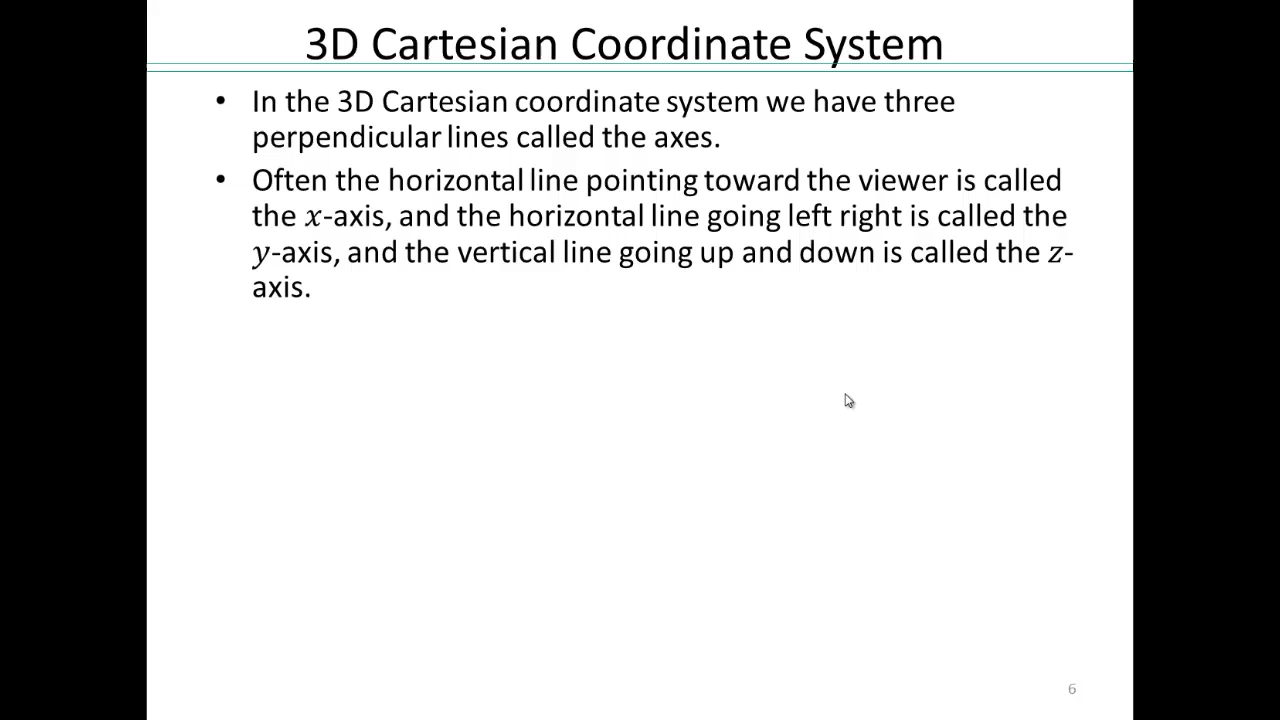 3D Cartesian Coordinate System
• In the 3D Cartesian coordinate system we have three
perpendicular lines called the axes.
• Often the horizontal line pointing toward the viewer is called
the x-axis, and the horizontal line going left right is called the
y-axis, and the vertical line going up and down is called the z-
axis.
6